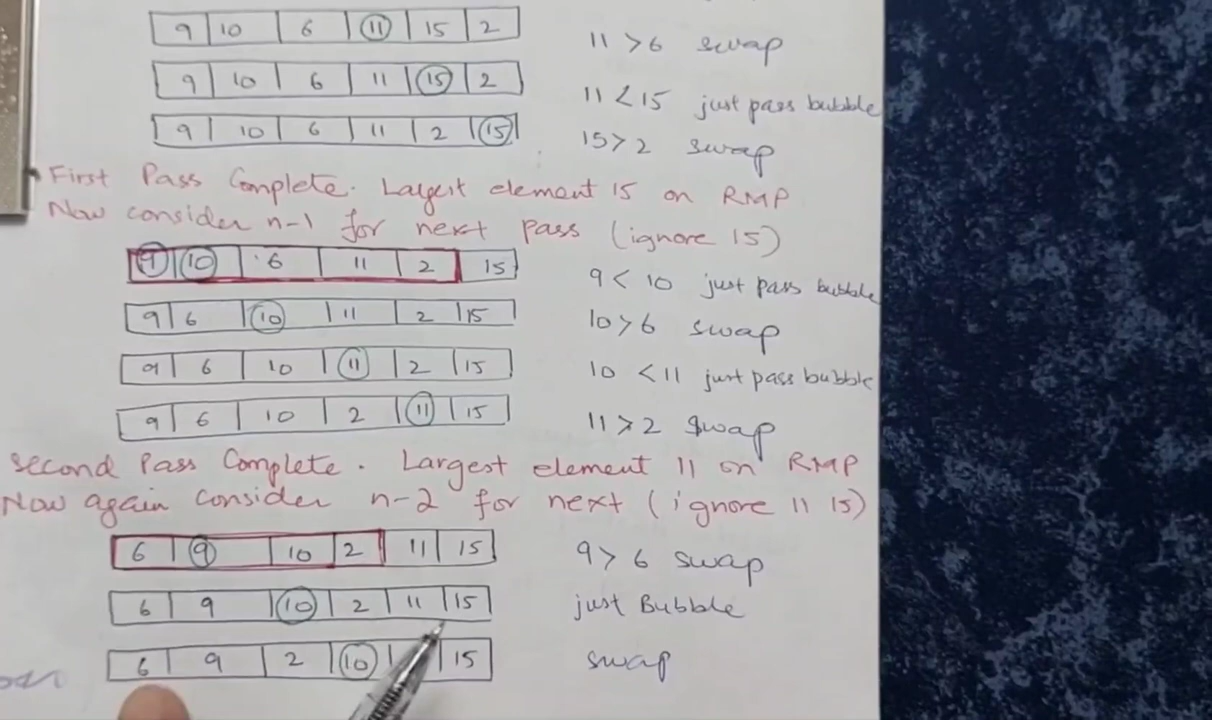 9 10 6 11 15 2 11 > 6 swap
9 10 6 11 15 2 11 < 15 just pass bubble
9 10 6 11 2 15 15 > 2 swap
First Pass Complete. Largest element 15 on RMP
Now consider n-1 for next pass (ignore 15)
9 10 6 11 2 15 9 < 10 just pass bubble
9 6 10 11 2 15 10 > 6 swap
9 6 10 11 2 15 10 < 11 just pass bubble
9 6 10 2 11 15 11 > 2 swap
Second Pass Complete. Largest element 11 on RMP
Now again consider n-2 for next (ignore 11 15)
6 9 10 2 11 15 9 > 6 swap
6 9 10 2 11 15 just Bubble
6 9 2 10 15 swap